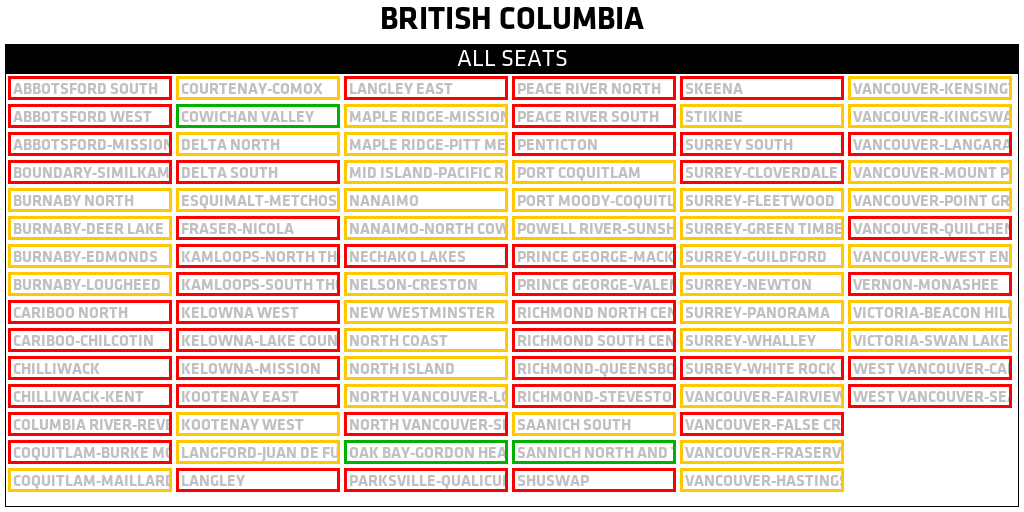 BRITISH COLUMBIA
ALL SEATS
ABBOTSFORD SOUTH
ABBOTSFORD WEST
ABBOTSFORD-MISSION
BOUNDARY-SIMILKAM
BURNABY NORTH
BURNABY-DEER LAKE
BURNABY-EDMONDS
BURNABY-LOUGHEED
CARIBOO NORTH
CARIBOO-CHILCOTIN
CHILLIWACK
CHILLIWACK-KENT
COLUMBIA RIVER-REVE
COQUITLAM-BURKE MO
COQUITLAM-MAILLARD
COURTENAY-COMOX
COWICHAN VALLEY
DELTA NORTH
DELTA SOUTH
ESQUIMALT-METCHOS
FRASER-NICOLA
KAMLOOPS-NORTH TH
KAMLOOPS-SOUTH THO
KELOWNA WEST
KELOWNA-LAKE COUN
KELOWNA-MISSION
KOOTENAY EAST
KOOTENAY WEST
LANGFORD-JUAN DE FU
LANGLEY
LANGLEY EAST
MAPLE RIDGE-MISSION
MAPLE RIDGE-PITT ME
MID ISLAND-PACIFIC R
NANAIMO
NANAIMO-NORTH COW
NECHAKO LAKES
NELSON-CRESTON
NEW WESTMINSTER
NORTH COAST
NORTH ISLAND
NORTH VANCOUVER-LO
NORTH VANCOUVER-SE
OAK BAY-GORDON HEA
PARKSVILLE-QUALICUM
PEACE RIVER NORTH
PEACE RIVER SOUTH
PENTICTON
PORT COQUITLAM
PORT MOODY-COQUITL
POWELL RIVER-SUNSH
PRINCE GEORGE-MACK
PRINCE GEORGE-VALEM
RICHMOND NORTH CEN
RICHMOND SOUTH CEN
RICHMOND-QUEENSBO
RICHMOND-STEVESTO
SAANICH SOUTH
SANNICH NORTH AND
SHUSWAP
SKEENA
STIKINE
SURREY SOUTH
SURREY-CLOVERDALE
SURREY-FLEETWOOD
SURREY-GREEN TIMBE
SURREY-GUILDFORD
SURREY-NEWTON
SURREY-PANORAMA
SURREY-WHALLEY
SURREY-WHITE ROCK
VANCOUVER-FAIRVIEW
VANCOUVER-FALSE CR
VANCOUVER-FRASERV
VANCOUVER-HASTINGS
VANCOUVER-KENSING
VANCOUVER-KINGSWA
VANCOUVER-LANGARA
VANCOUVER-MOUNT P
VANCOUVER-POINT GR
VANCOUVER-QUILCHEN
VANCOUVER-WEST EN
VERNON-MONASHEE
VICTORIA-BEACON HIL
VICTORIA-SWAN LAKE
WEST VANCOUVER-CAP
WEST VANCOUVER-SEA